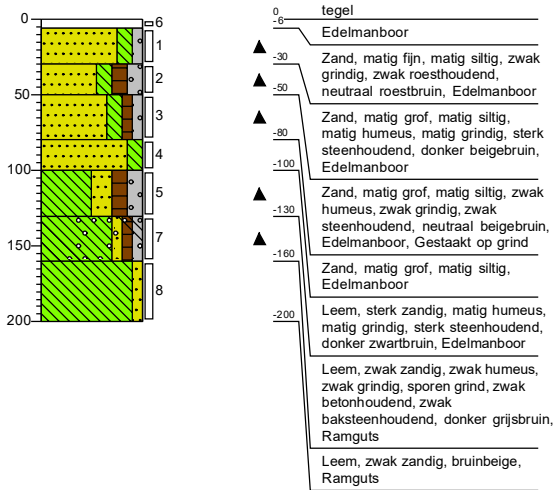 0
50
100
150
200
6
1
2
3
4
5
7
8
0
-6
-30
-50
-80
-100
-130
-160
-200
tegel
Edelmanboor
Zand, matig fijn, matig siltig, zwak
grindig, zwak roesthoudend,
neutraal roestbruin, Edelmanboor
Zand, matig grof, matig siltig,
matig humeus, matig grindig, sterk
steenhoudend, donker beigebruin,
Edelmanboor
Zand, matig grof, matig siltig, zwak
humeus, zwak grindig, zwak
steenhoudend, neutraal beigebruin,
Edelmanboor, Gestaakt op grind
Zand, matig grof, matig siltig,
Edelmanboor
Leem, sterk zandig, matig humeus,
matig grindig, sterk steenhoudend,
donker zwartbruin, Edelmanboor
Leem, zwak zandig, zwak humeus,
zwak grindig, sporen grind, zwak
betonhoudend, zwak
baksteenhoudend, donker grijsbruin,
Ramguts
Leem, zwak zandig, bruinbeige,
Ramguts